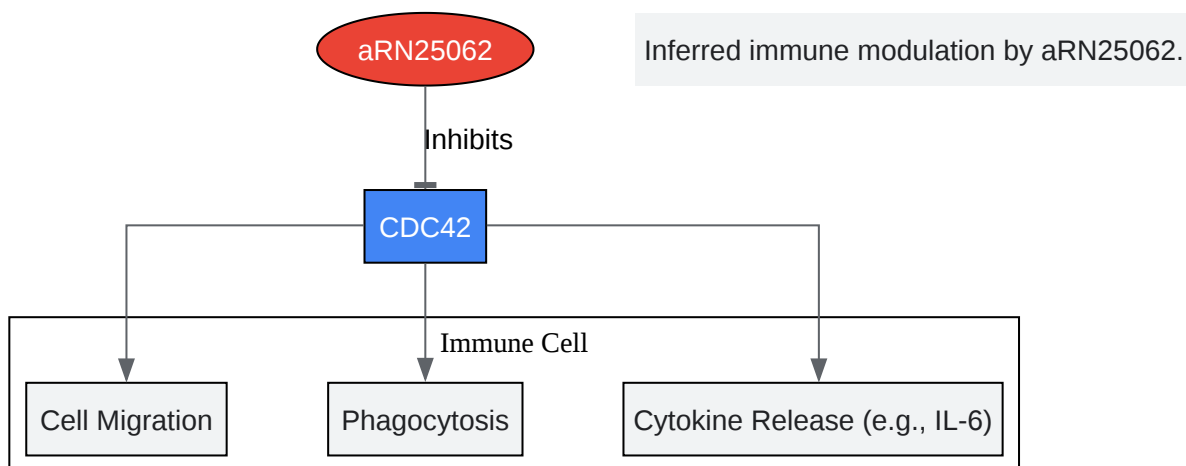 aRN25062
Inferred immune modulation by aRN25062.
Inhibits
CDC42
Immune Cell
Cell Migration
Phagocytosis
Cytokine Release (e.g., IL-6)